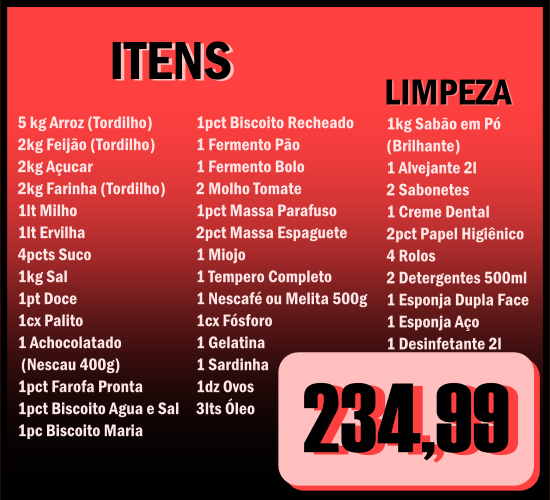 ITENS
5 kg Arroz (Tordilho)
2kg Feijão (Tordilho)
2kg Açucar
2kg Farinha (Tordilho)
1lt Milho
1lt Ervilha
4pcts Suco
1kg Sal
1pt Doce
1cx Palito
1 Achocolatado
(Nescau 400g)
1pct Farofa Pronta
1pct Biscoito Agua e Sal
1pc Biscoito Maria
1pct Biscoito Recheado
1 Fermento Pão
1 Fermento Bolo
2 Molho Tomate
1pct Massa Parafuso
2pct Massa Espaguete
1 Miojo
1 Tempero Completo
1 Nescafé ou Melita 500g
1cx Fósforo
1 Gelatina
1 Sardinha
1dz Ovos
3lts Óleo
LIMPEZA
1kg Sabão em Pó
(Brilhante)
1 Alvejante 2l
2 Sabonetes
1 Creme Dental
2pct Papel Higiênico
4 Rolos
2 Detergentes 500ml
1 Esponja Dupla Face
1 Esponja Aço
1 Desinfetante 2l
234,99